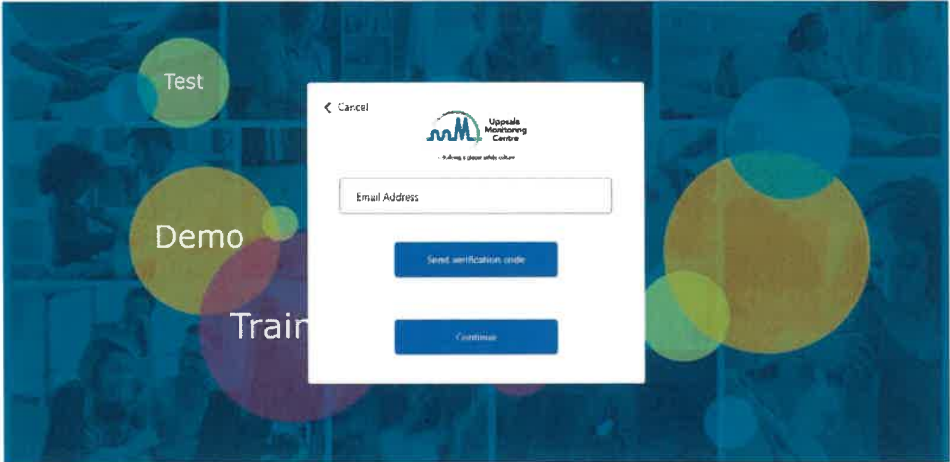 Test
Cancel
Uppsala
Monitoring
Centre
Email Address
Demo
Send verification code
Train
Continue